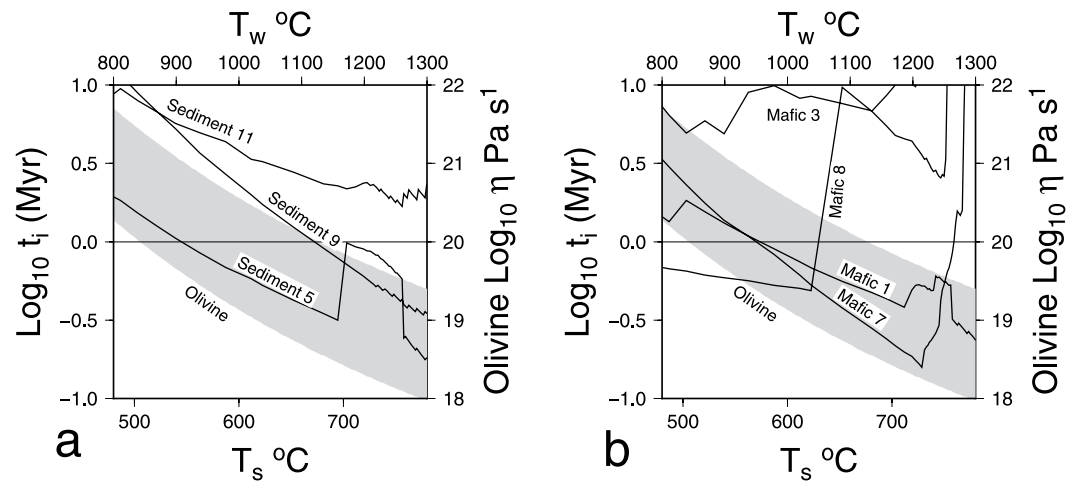 T_w °C
800 900 1000 1100 1200 1300
1.0
0.5
0.0
−0.5
−1.0
Log₁₀ t_i (Myr)
22
21
20
19
18
Olivine Log₁₀ η Pa s¹
Sediment 11
Sediment 9
Sediment 5
Olivine
500 600 700
T_s °C
a
T_w °C
800 900 1000 1100 1200 1300
1.0
0.5
0.0
−0.5
−1.0
Log₁₀ t_i (Myr)
22
21
20
19
18
Olivine Log₁₀ η Pa s¹
Mafic 3
Mafic 8
Mafic 1
Mafic 7
Olivine
500 600 700
T_s °C
b